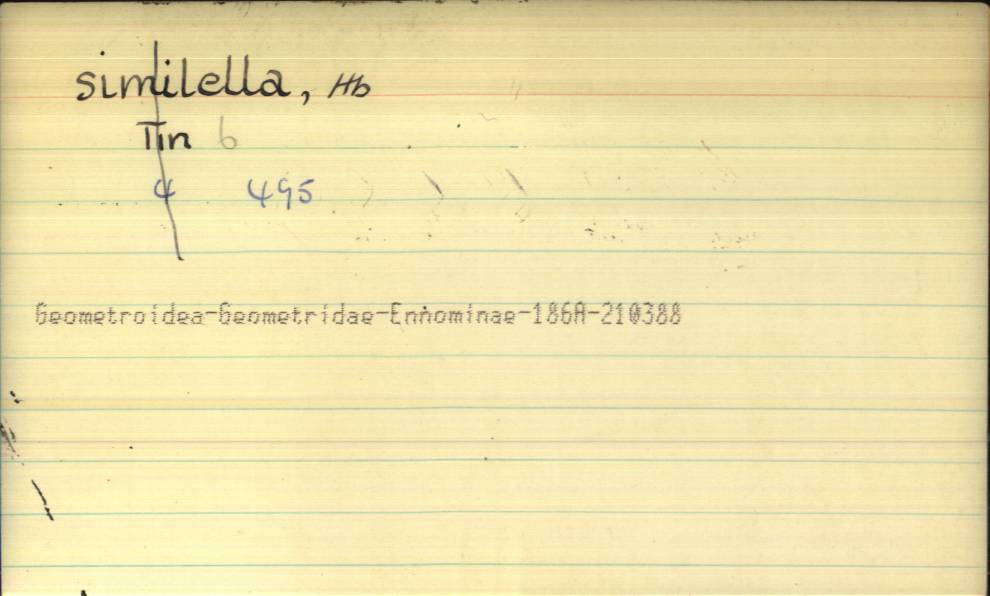 similella, Hb
Tin 6
4 495
Geometroidea-Geometridae-Ennominae-186A-210388